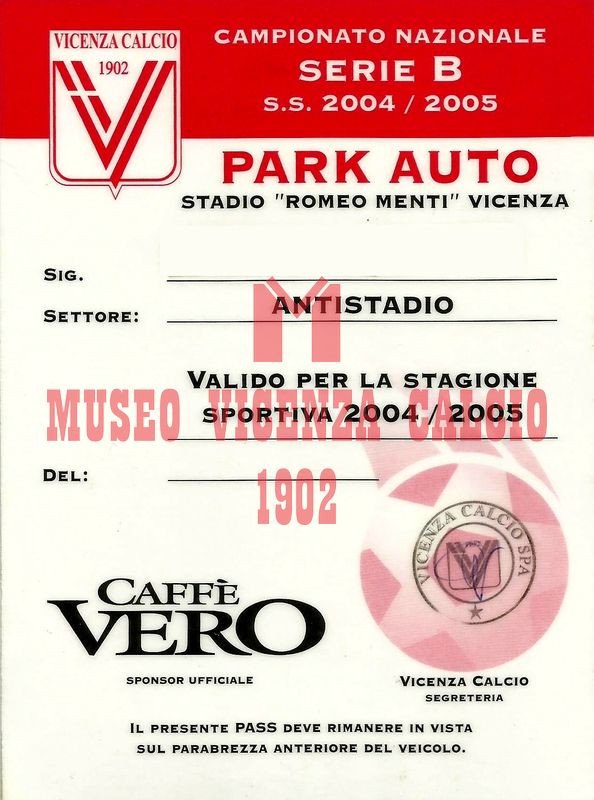 VICENZA CALCIO
1902
CAMPIONATO NAZIONALE
SERIE B
S.S. 2004 / 2005
PARK AUTO
STADIO "ROMEO MENTI" VICENZA
SIG.
SETTORE: ANTISTADIO
M
VALIDO PER LA STAGIONE
SPORTIVA 2004 / 2005
MUSEO VICENZA CALCIO
1902
DEL:
VICENZA CALCIO SPA
CAFFÈ
VERO
SPONSOR UFFICIALE
VICENZA CALCIO
SEGRETERIA
IL PRESENTE PASS DEVE RIMANERE IN VISTA
SUL PARABREZZA ANTERIORE DEL VEICOLO.